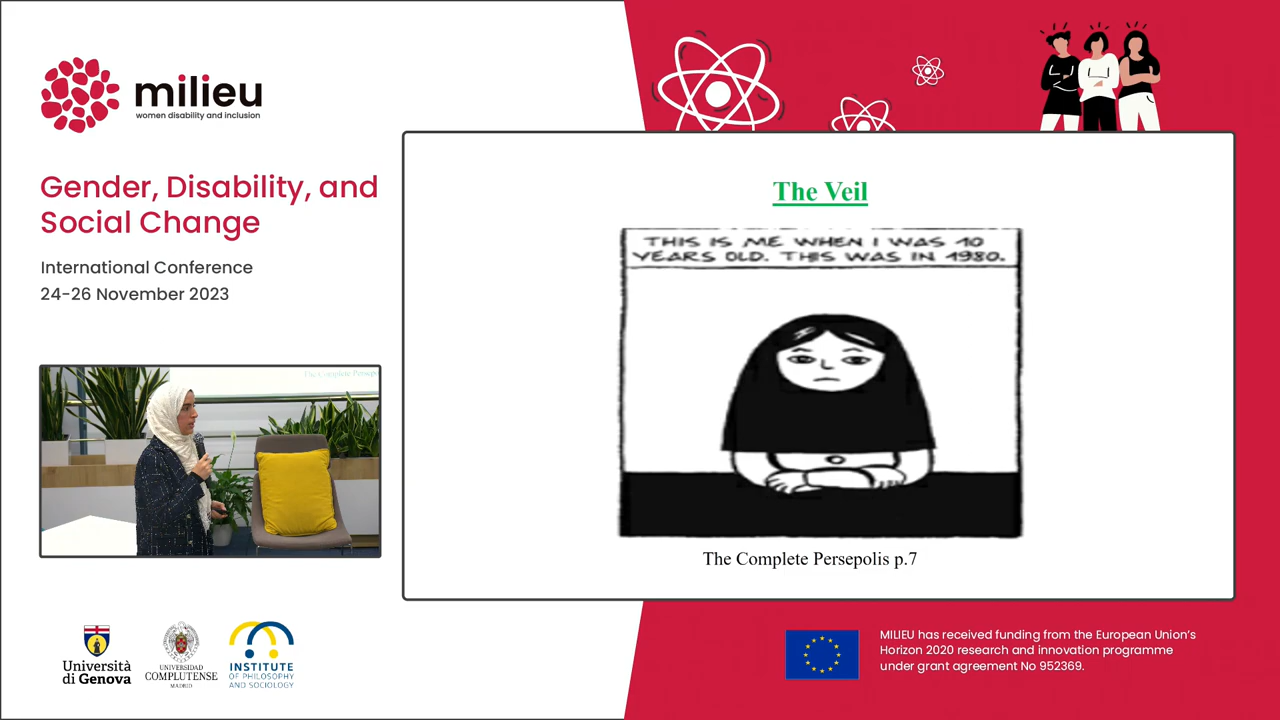 milieu
women disability and inclusion
Gender, Disability, and
Social Change
International Conference
24-26 November 2023
The Complete Persepo
The Veil
THIS IS ME WHEN I WAS 10
YEARS OLD. THIS WAS IN 1980.
The Complete Persepolis p.7
Università
di Genova
UNIVERSIDAD
COMPLUTENSE
MADRID
INSTITUTE
OF PHILOSOPHY
AND SOCIOLOGY
MILIEU has received funding from the European Union's
Horizon 2020 research and innovation programme
under grant agreement No 952369.